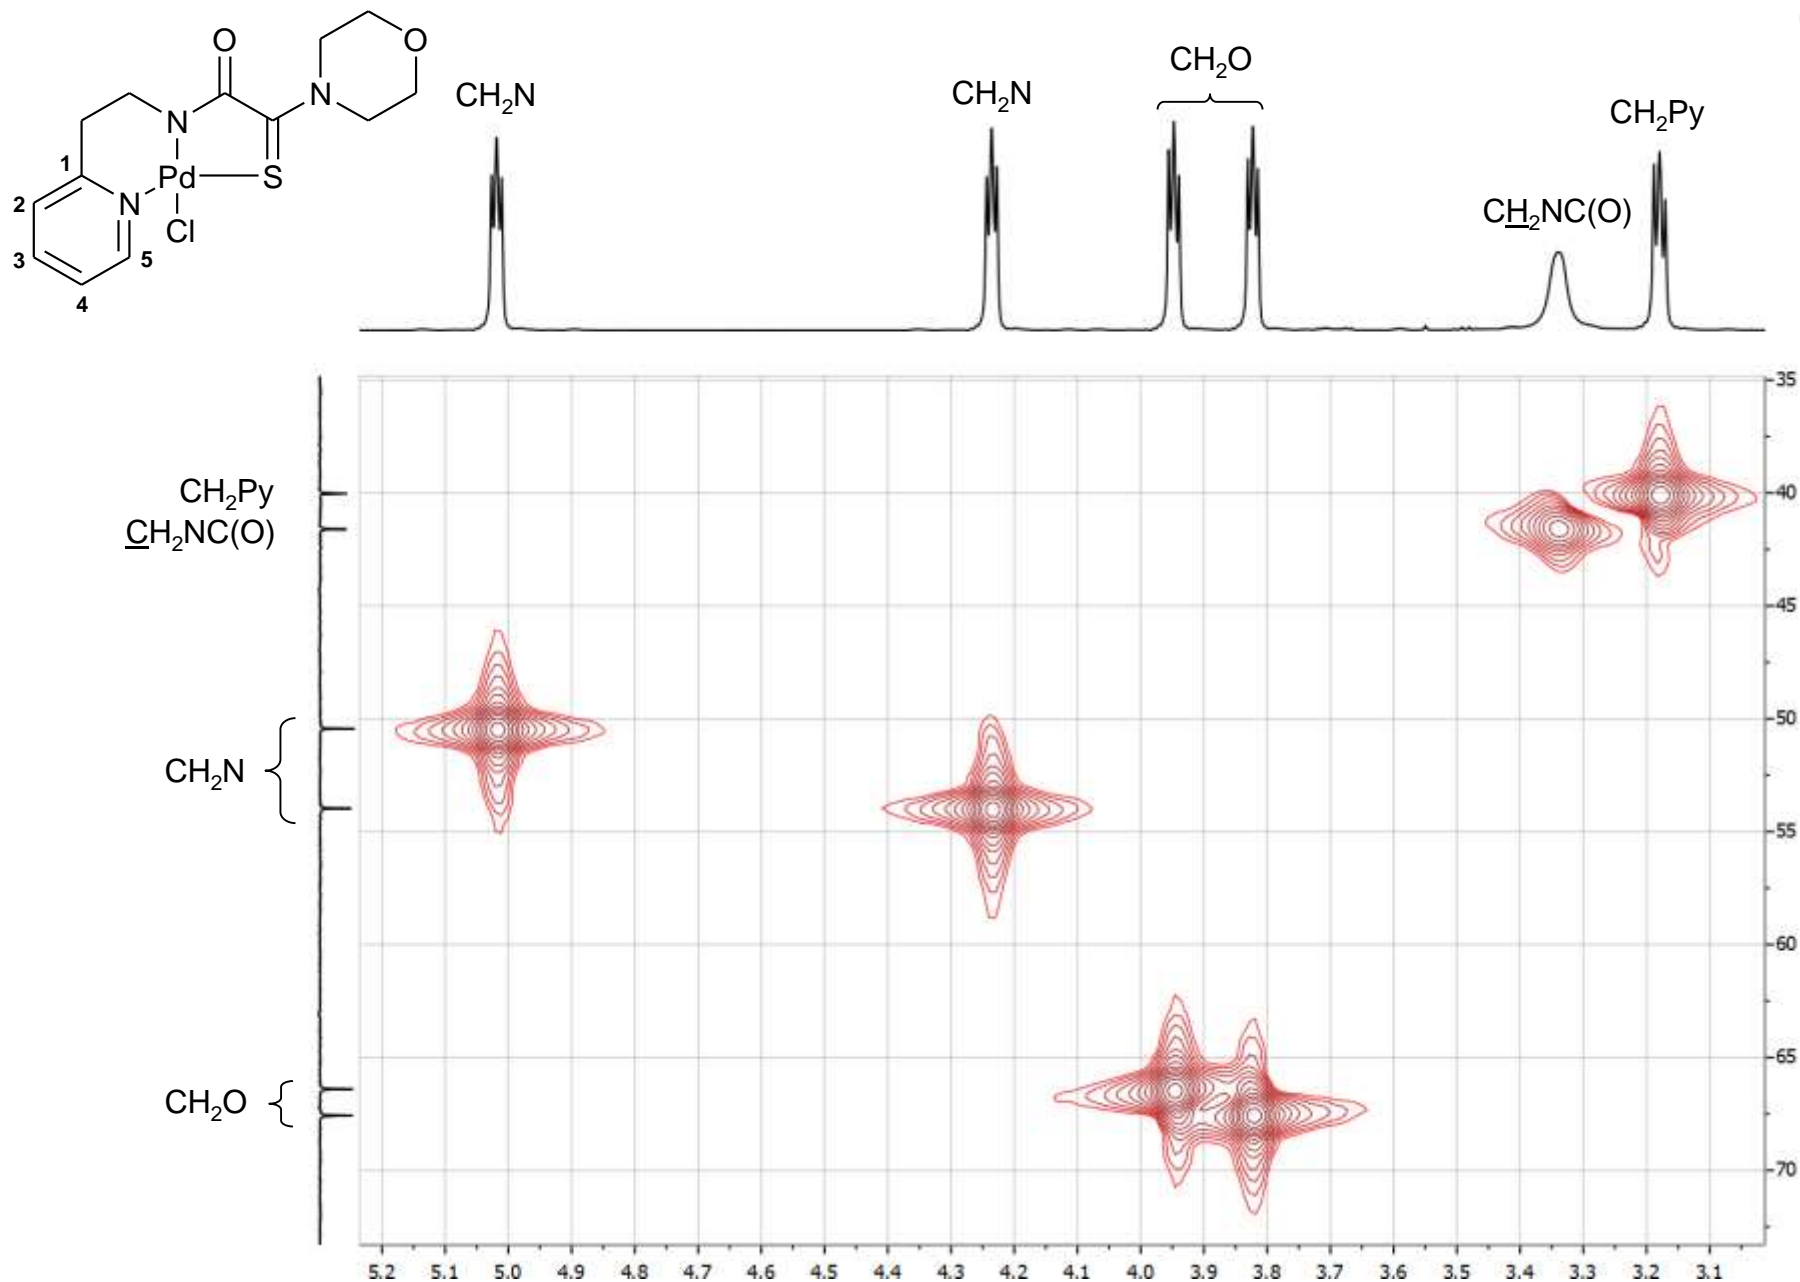 O
O
N
N
1
Pd
S
2
N
Cl
3
5
4
CH₂N
CH₂N
CH₂O
CH₂Py
CH₂NC(O)
35
CH₂Py
40
CH₂NC(O)
45
50
CH₂N
55
60
65
CH₂O
70
5.2 5.1 5.0 4.9 4.8 4.7 4.6 4.5 4.4 4.3 4.2 4.1 4.0 3.9 3.8 3.7 3.6 3.5 3.4 3.3 3.2 3.1